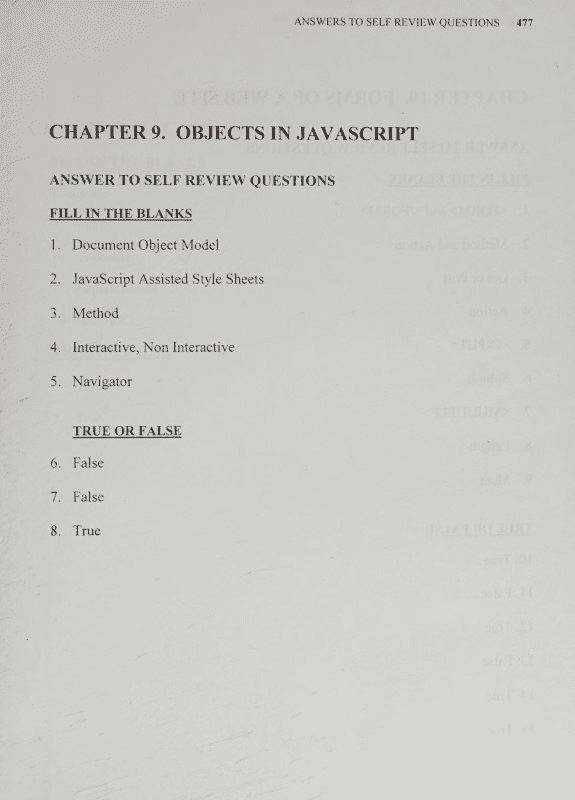 ANSWERS TO SELF REVIEW QUESTIONS 477
CHAPTER 9. OBJECTS IN JAVASCRIPT
ANSWER TO SELF REVIEW QUESTIONS
FILL IN THE BLANKS
1. Document Object Model
2. JavaScript Assisted Style Sheets
3. Method
4. Interactive, Non Interactive
5. Navigator
TRUE OR FALSE
6. False
7. False
8. True